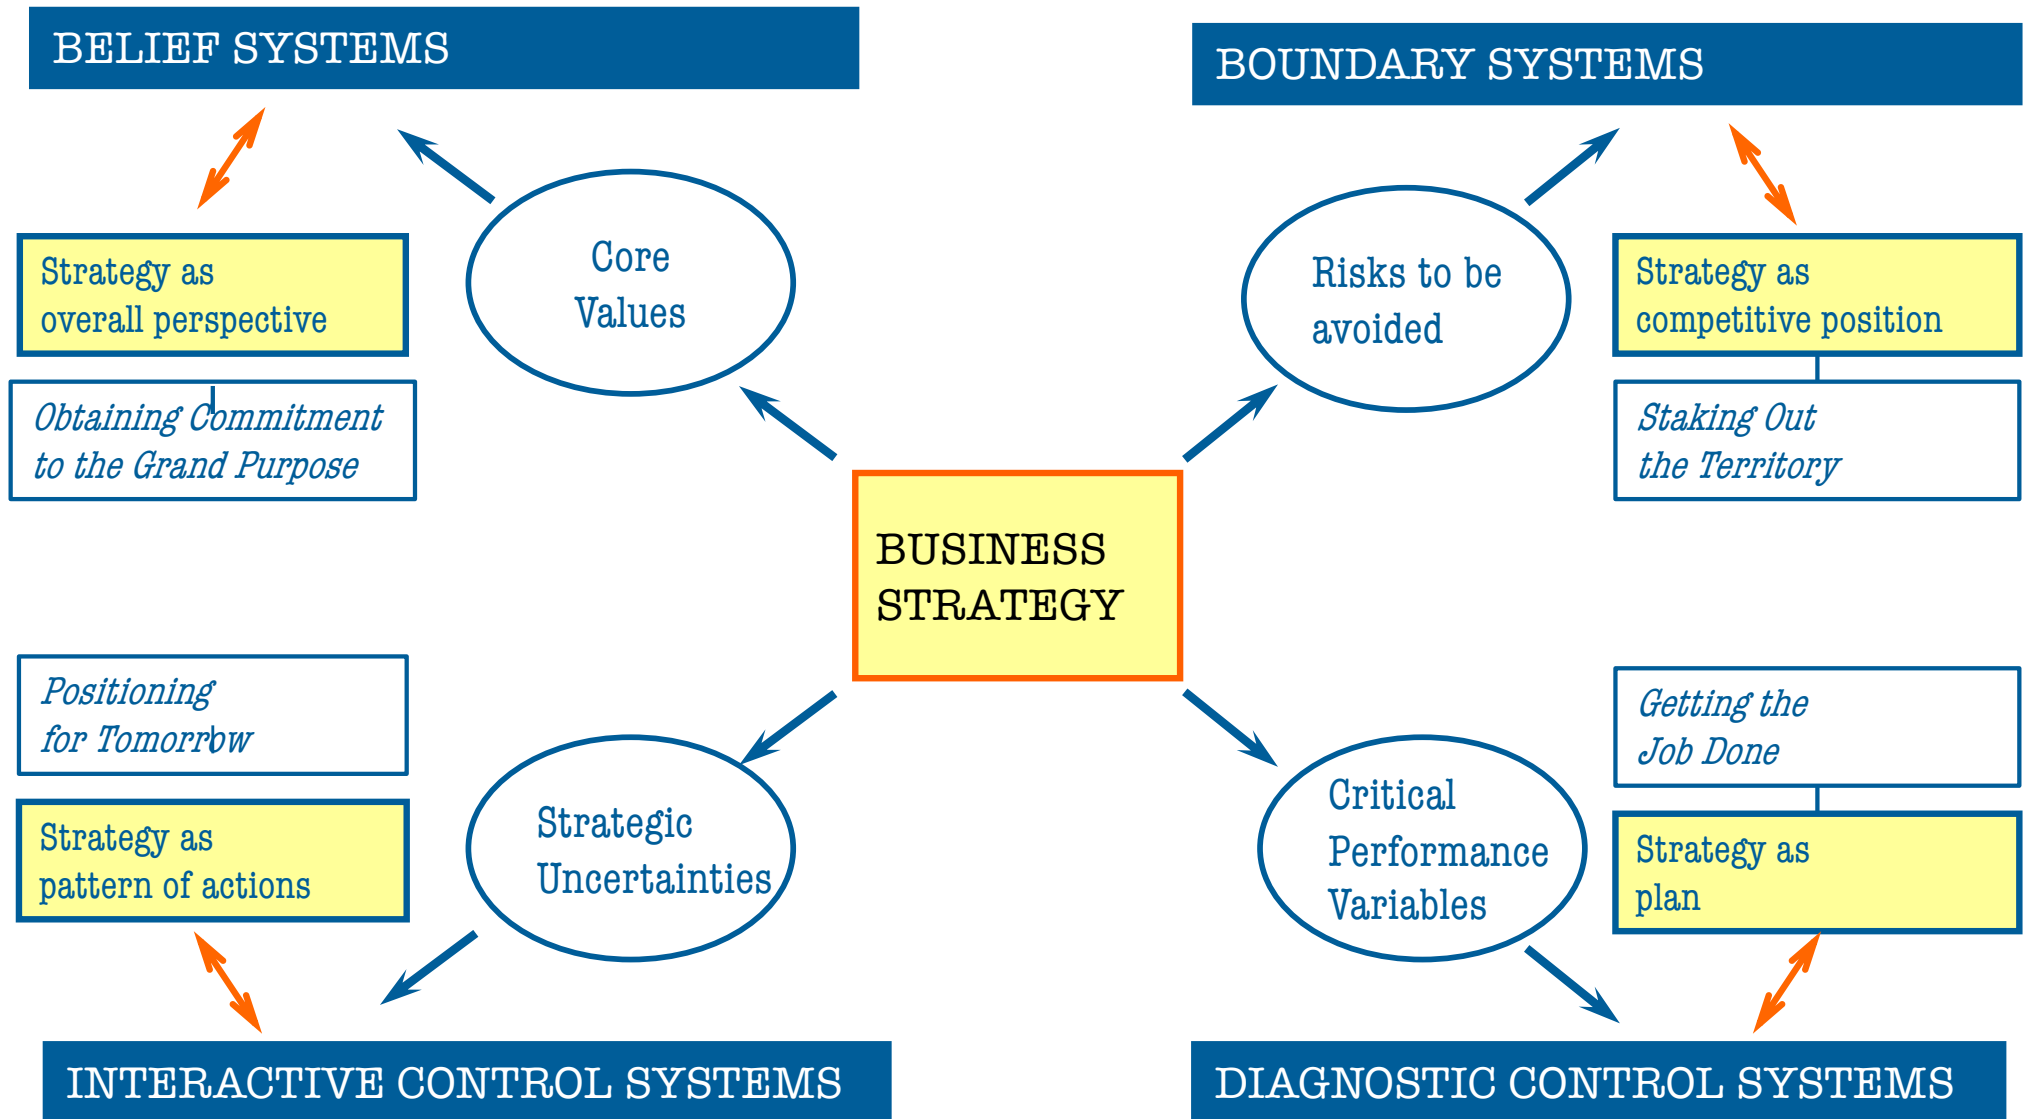 BELIEF SYSTEMS
BOUNDARY SYSTEMS
Core
Values
Risks to be
avoided
Strategy as
overall perspective
Strategy as
competitive position
Obtaining Commitment
to the Grand Purpose
Staking Out
the Territory
BUSINESS
STRATEGY
Positioning
for Tomorrow
Getting the
Job Done
Strategy as
pattern of actions
Strategic
Uncertainties
Critical
Performance
Variables
Strategy as
plan
INTERACTIVE CONTROL SYSTEMS
DIAGNOSTIC CONTROL SYSTEMS